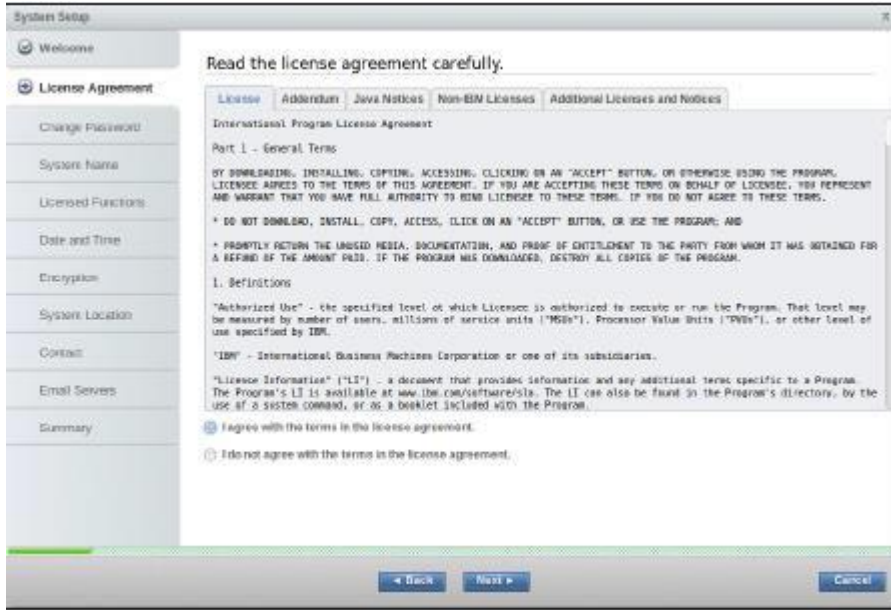 System Setup
Welcome
License Agreement
Change Password
System Name
Licensed Functions
Date and Time
Encryption
System Location
Contact
Email Servers
Summary
Read the license agreement carefully.
License Addendum Java Notices Non-IBM Licenses Additional Licenses and Notices
International Program License Agreement
Part 1 - General Terms
BY DOWNLOADING, INSTALLING, COPYING, ACCESSING, CLICKING ON AN "ACCEPT" BUTTON, OR OTHERWISE USING THE PROGRAM,
LICENSEE AGREES TO THE TERMS OF THIS AGREEMENT. IF YOU ARE ACCEPTING THESE TERMS ON BEHALF OF LICENSEE, YOU REPRESENT
AND WARRANT THAT YOU HAVE FULL AUTHORITY TO BIND LICENSEE TO THESE TERMS. IF YOU DO NOT AGREE TO THESE TERMS,
* DO NOT DOWNLOAD, INSTALL, COPY, ACCESS, CLICK ON AN "ACCEPT" BUTTON, OR USE THE PROGRAM; AND
* PROMPTLY RETURN THE UNUSED MEDIA, DOCUMENTATION, AND PROOF OF ENTITLEMENT TO THE PARTY FROM WHOM IT WAS OBTAINED FOR
A REFUND OF THE AMOUNT PAID. IF THE PROGRAM WAS DOWNLOADED, DESTROY ALL COPIES OF THE PROGRAM.
1. Definitions
"Authorized Use" - the specified level at which Licensee is authorized to execute or run the Program. That level may
be measured by number of users, millions of service units ("MSUs"), Processor Value Units ("PVUs"), or other level of
use specified by IBM.
"IBM" - International Business Machines Corporation or one of its subsidiaries.
"License Information" ("LI") - a document that provides information and any additional terms specific to a Program.
The Program's LI is available at www.ibm.com/software/sla. The LI can also be found in the Program's directory, by the
use of a system command, or as a booklet included with the Program.
I agree with the terms in the license agreement.
I do not agree with the terms in the license agreement.
◄ Back Next ► Cancel